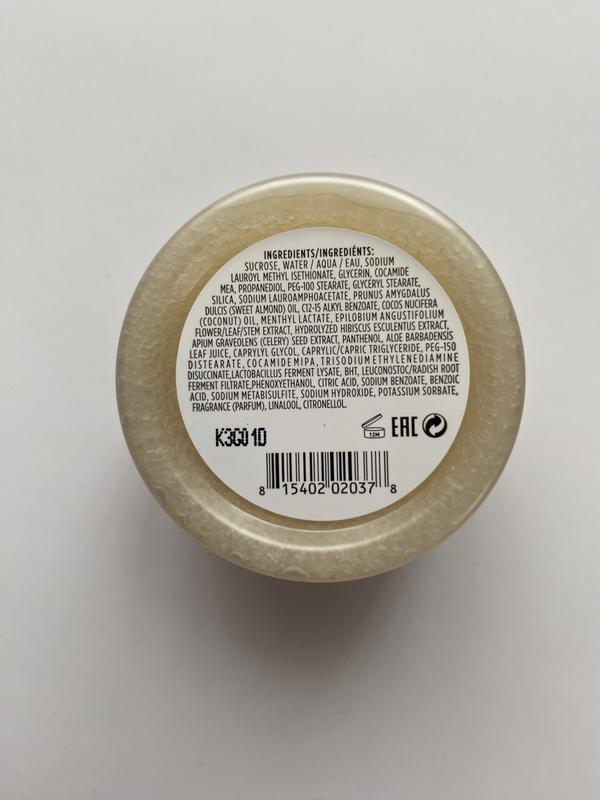 INGREDIENTS/INGREDIÉNTS:
SUCROSE, WATER / AQUA / EAU, SODIUM
LAUROYL METHYL ISETHIONATE, GLYCERIN, COCAMIDE
MEA, PROPANEDIOL, PEG-100 STEARATE, GLYCERYL STEARATE,
SILICA, SODIUM LAUROAMPHOACETATE, PRUNUS AMYGDALUS
DULCIS (SWEET ALMOND) OIL, C12-15 ALKYL BENZOATE, COCOS NUCIFERA
(COCONUT) OIL, MENTHYL LACTATE, EPILOBIUM ANGUSTIFOLIUM
FLOWER/LEAF/STEM EXTRACT, HYDROLYZED HIBISCUS ESCULENTUS EXTRACT,
APIUM GRAVEOLENS (CELERY) SEED EXTRACT, PANTHENOL, ALOE BARBADENSIS
LEAF JUICE, CAPRYLYL GLYCOL, CAPRYLIC/CAPRIC TRIGLYCERIDE, PEG-150
DISTEARATE, COCAMIDEMIPA, TRISODIUM ETHYLENEDIAMINE
DISUCCINATE,LACTOBACILLUS FERMENT LYSATE, BHT, LEUCONOSTOC/RADISH ROOT
FERMENT FILTRATE,PHENOXYETHANOL, CITRIC ACID, SODIUM BENZOATE, BENZOIC
ACID, SODIUM METABISULFITE, SODIUM HYDROXIDE, POTASSIUM SORBATE,
FRAGRANCE (PARFUM), LINALOOL, CITRONELLOL.
K3G01D
12M
EAC
8 15402 02037 8